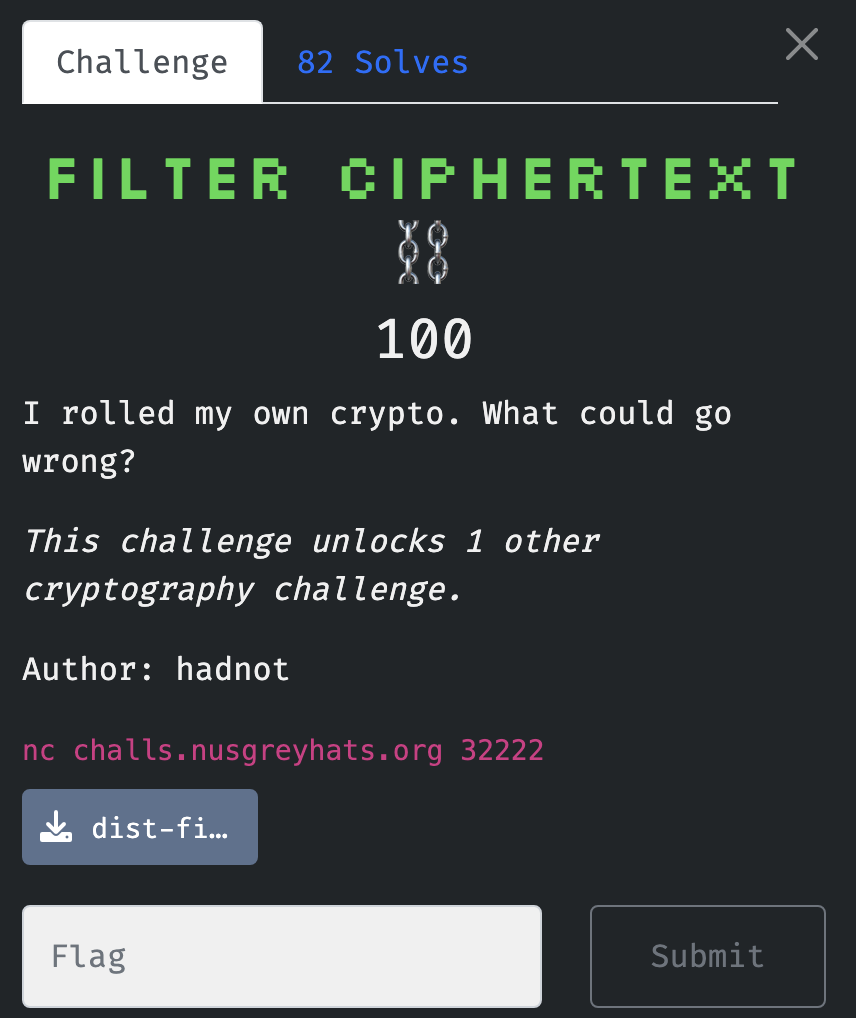 Challenge
82 Solves
FILTER CIPHERTEXT
100
I rolled my own crypto. What could go
wrong?
This challenge unlocks 1 other
cryptography challenge.
Author: hadnot
nc challs.nusgreyhats.org 32222
dist-fi…
Flag
Submit